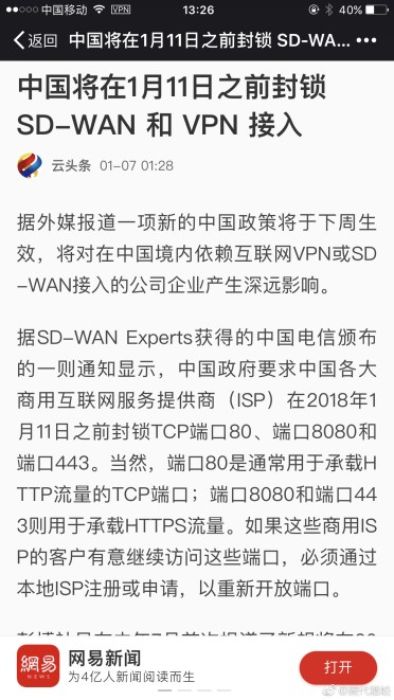 中国移动 VPN 13:26 40%
返回 中国将在1月11日之前封锁 SD-WA...
中国将在1月11日之前封锁
SD-WAN 和 VPN 接入
云头条 01-07 01:28
据外媒报道一项新的中国政策将于下周生
效，将对在中国境内依赖互联网VPN或SD
-WAN接入的公司企业产生深远影响。
据SD-WAN Experts获得的中国电信颁布
的一则通知显示，中国政府要求中国各大
商用互联网服务提供商（ISP）在2018年1
月11日之前封锁TCP端口80、端口8080和
端口443。当然，端口80是通常用于承载H
TTP流量的TCP端口；端口8080和端口44
3则用于承载HTTPS流量。如果这些商用IS
P的客户有意继续访问这些端口，必须通过
本地ISP注册或申请，以重新开放端口。
網易
NEWS
网易新闻
为4亿人新闻阅读而生
打开